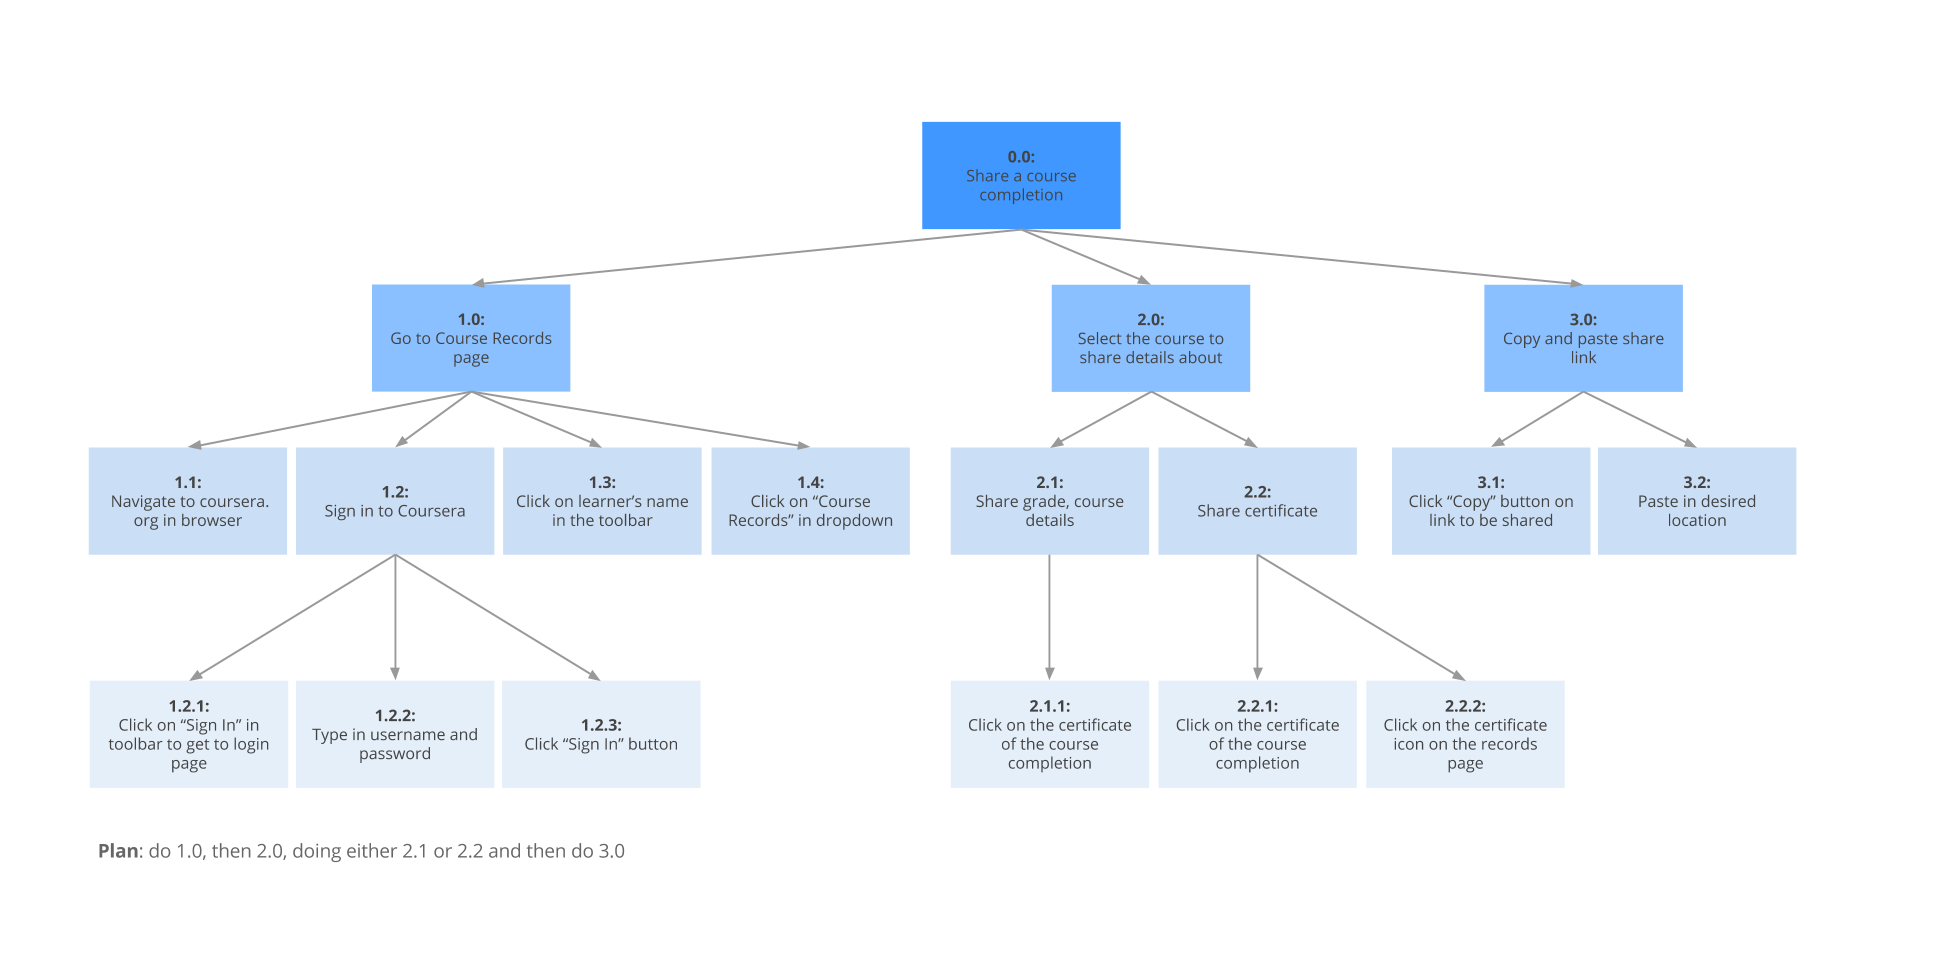 0.0:
Share a course
completion
1.0:
Go to Course Records
page
2.0:
Select the course to
share details about
3.0:
Copy and paste share
link
1.1:
Navigate to coursera.
org in browser
1.2:
Sign in to Coursera
1.3:
Click on learner’s name
in the toolbar
1.4:
Click on “Course
Records” in dropdown
2.1:
Share grade, course
details
2.2:
Share certificate
3.1:
Click “Copy” button on
link to be shared
3.2:
Paste in desired
location
1.2.1:
Click on “Sign In” in
toolbar to get to login
page
1.2.2:
Type in username and
password
1.2.3:
Click “Sign In” button
2.1.1:
Click on the certificate
of the course
completion
2.2.1:
Click on the certificate
of the course
completion
2.2.2:
Click on the certificate
icon on the records
page
Plan: do 1.0, then 2.0, doing either 2.1 or 2.2 and then do 3.0